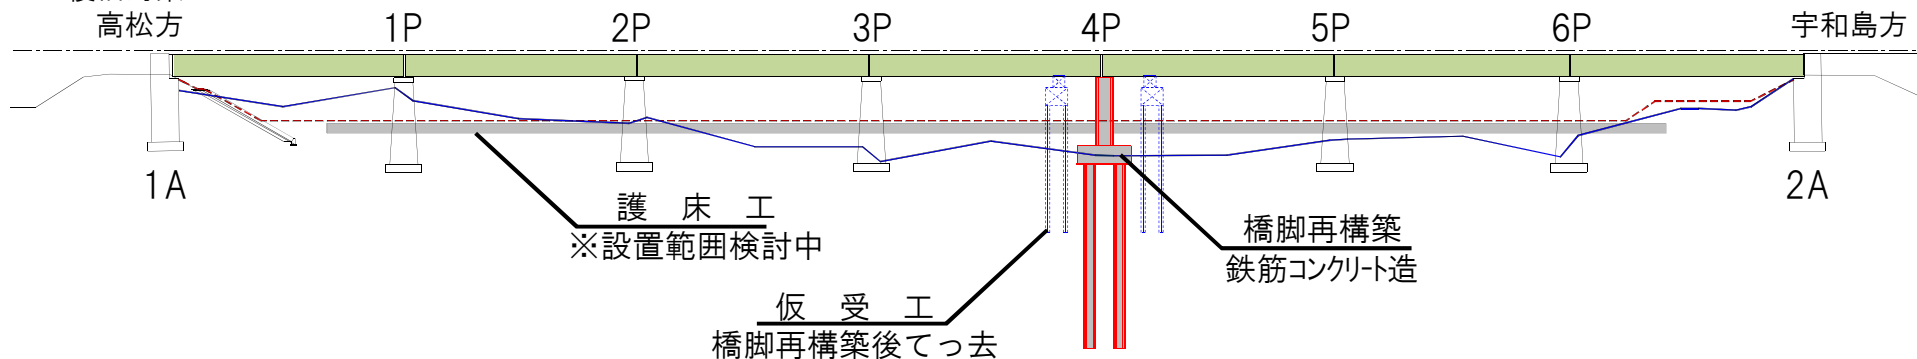 高松方
1P
2P
3P
4P
5P
6P
宇和島方
1A
2A
護床工
※設置範囲検討中
橋脚再構築
鉄筋コンクリート造
仮受工
橋脚再構築後てっ去